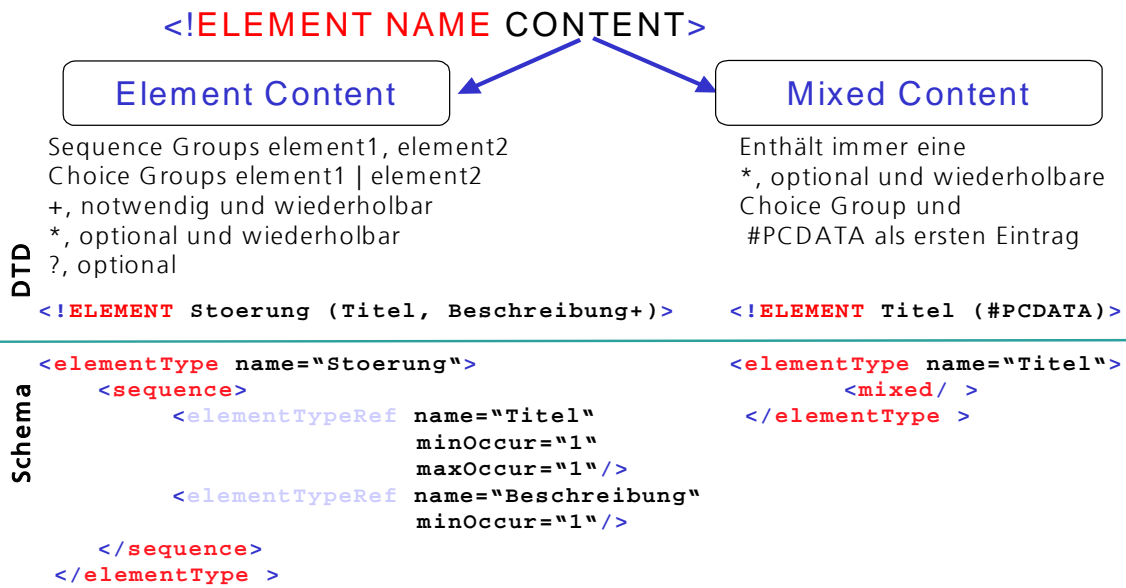 <!ELEMENT NAME CONTENT>
Element Content
Mixed Content
Sequence Groups element1, element2
Choice Groups element1 | element2
+, notwendig und wiederholbar
*, optional und wiederholbar
?, optional
Enthält immer eine
*, optional und wiederholbare
Choice Group und
#PCDATA als ersten Eintrag
DTD
<!ELEMENT Stoerung (Titel, Beschreibung+)>
<!ELEMENT Titel (#PCDATA)>
Schema
<elementType name=“Stoerung“>
<sequence>
<elementTypeRef name=“Titel“
minOccur=“1“
maxOccur=“1“/>
<elementTypeRef name=“Beschreibung“
minOccur=“1“/>
</sequence>
</elementType >
<elementType name=“Titel“>
<mixed/ >
</elementType >